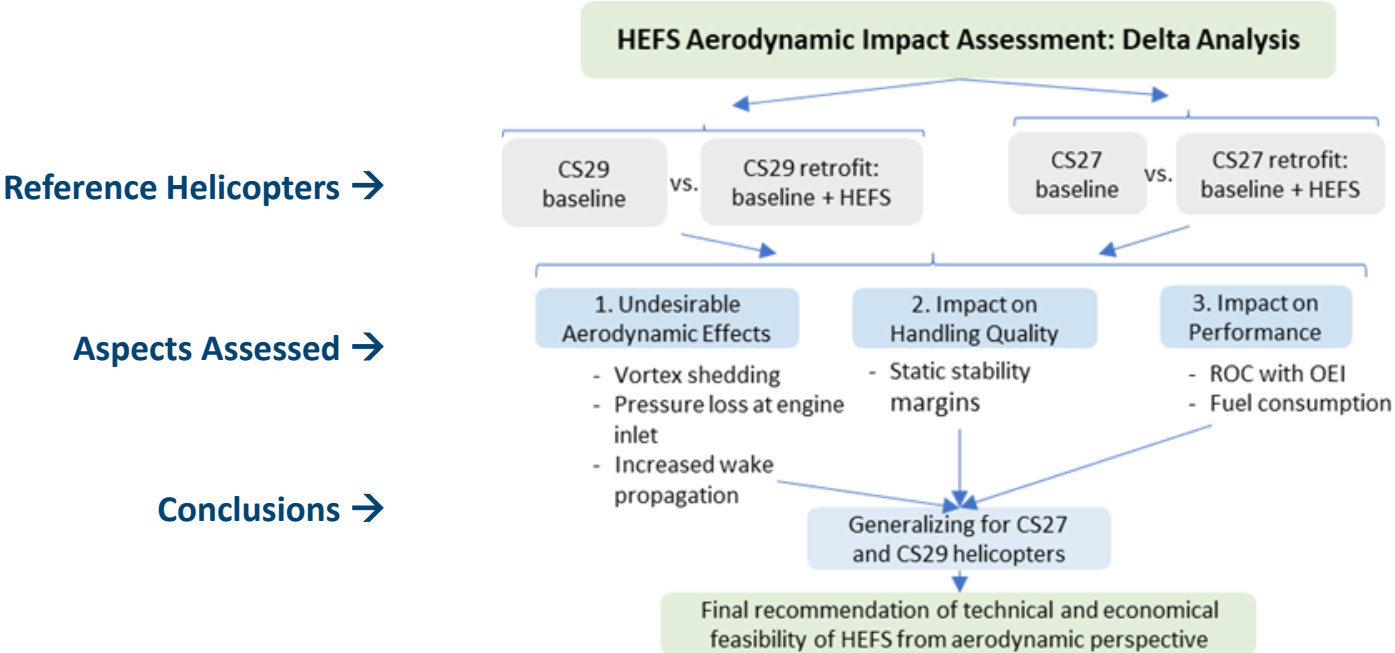 HEFS Aerodynamic Impact Assessment: Delta Analysis
Reference Helicopters →
CS29
baseline
vs.
CS29 retrofit:
baseline + HEFS
CS27
baseline
vs.
CS27 retrofit:
baseline + HEFS
Aspects Assessed →
1. Undesirable
Aerodynamic Effects
- Vortex shedding
- Pressure loss at engine
inlet
- Increased wake
propagation
2. Impact on
Handling Quality
- Static stability
margins
3. Impact on
Performance
- ROC with OEI
- Fuel consumption
Conclusions →
Generalizing for CS27
and CS29 helicopters
Final recommendation of technical and economical
feasibility of HEFS from aerodynamic perspective